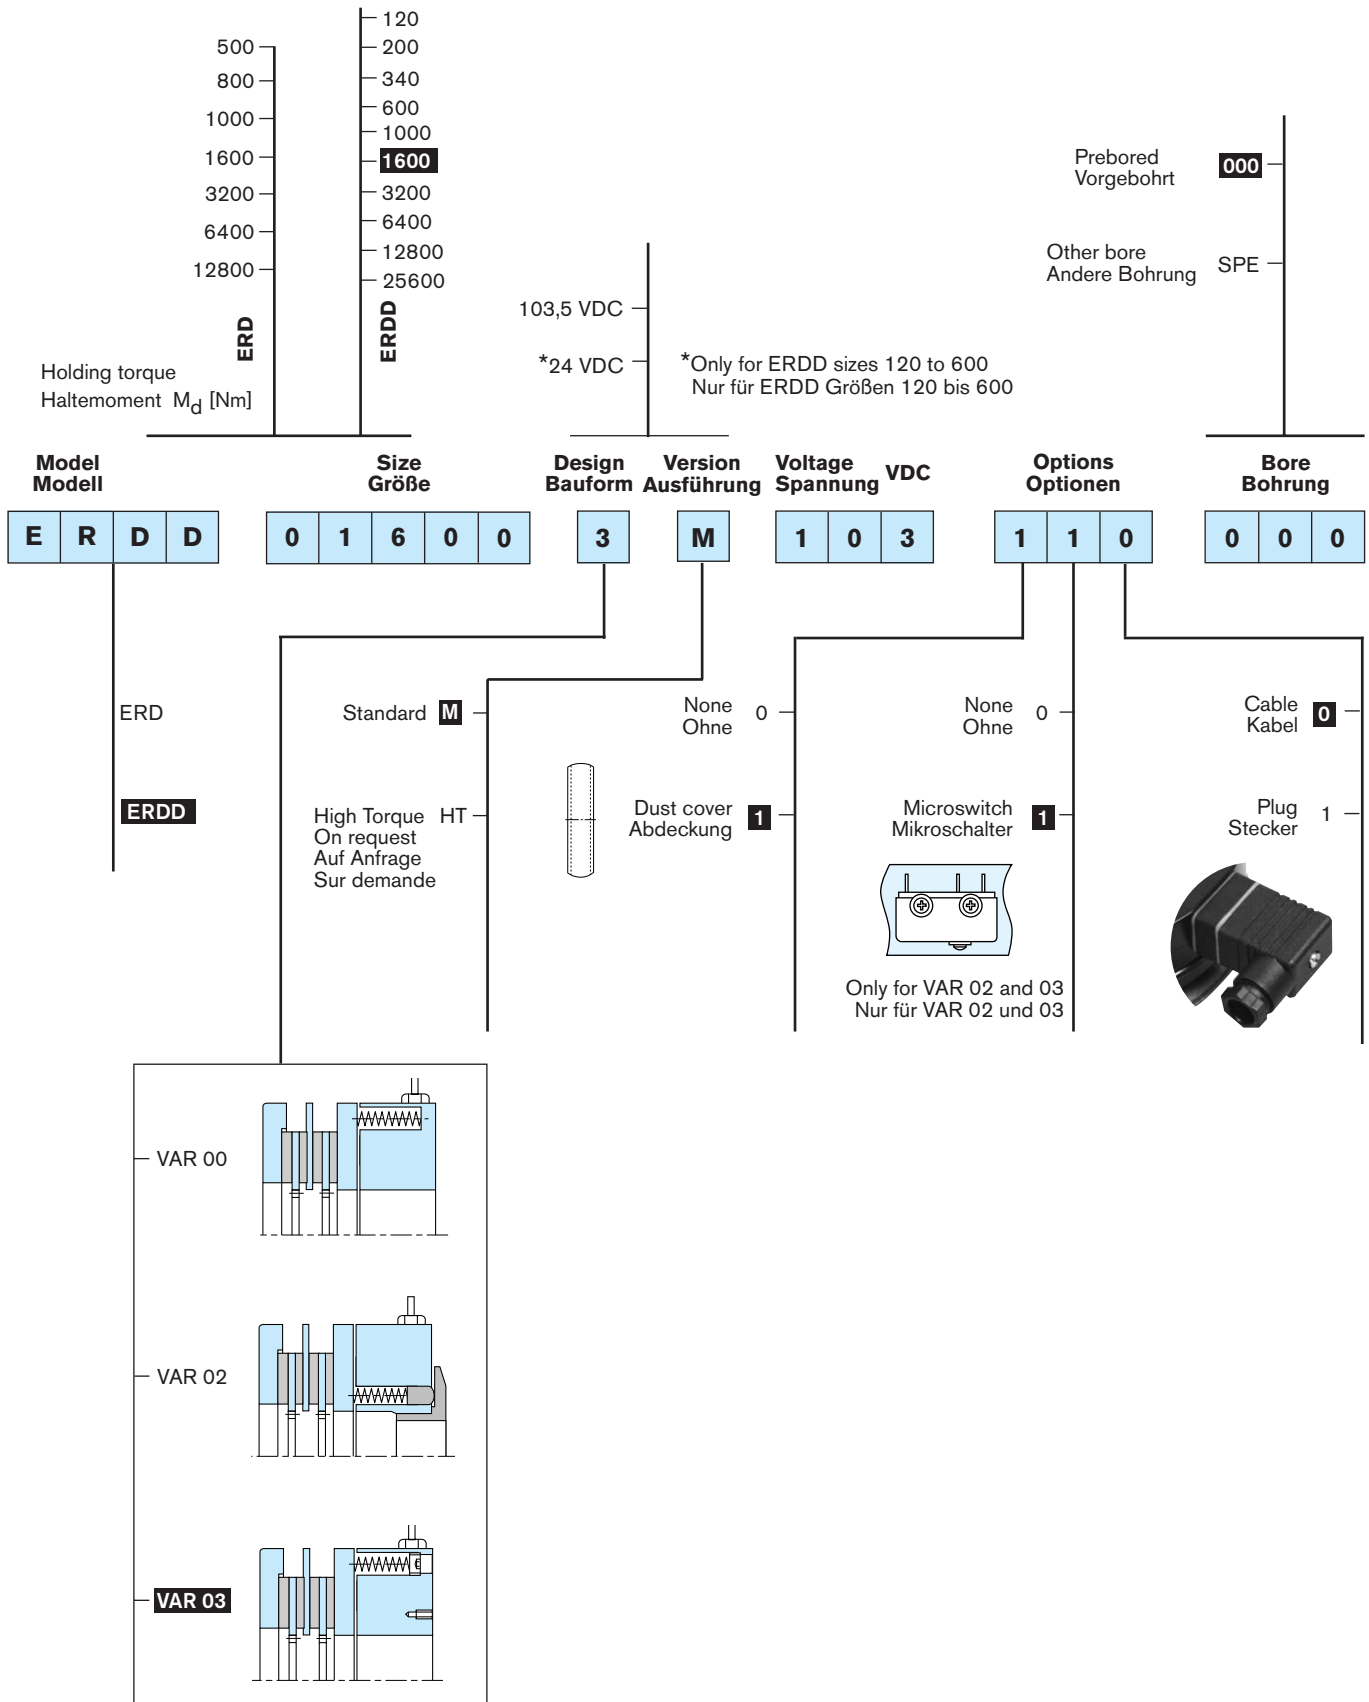 120
500
200
800
340
600
1000
1000
1600
1600
3200
3200
6400
6400
12800
12800
25600
ERD
ERDD
Holding torque
Haltemoment Md [Nm]
103,5 VDC
*24 VDC
*Only for ERDD sizes 120 to 600
Nur für ERDD Größen 120 bis 600
Prebored
Vorgebohrt
000
Other bore
Andere Bohrung
SPE
Model
Modell
Size
Größe
Design
Bauform
Version
Ausführung
Voltage
Spannung
VDC
Options
Optionen
Bore
Bohrung
E R D D
0 1 6 0 0
3
M
1 0 3
1 1 0
0 0 0
ERD
ERDD
Standard M
High Torque HT
On request
Auf Anfrage
Sur demande
None
Ohne
0
Dust cover
Abdeckung
1
None
Ohne
0
Microswitch
Mikroschalter
1
Only for VAR 02 and 03
Nur für VAR 02 und 03
Cable
Kabel
0
Plug
Stecker
1
VAR 00
VAR 02
VAR 03